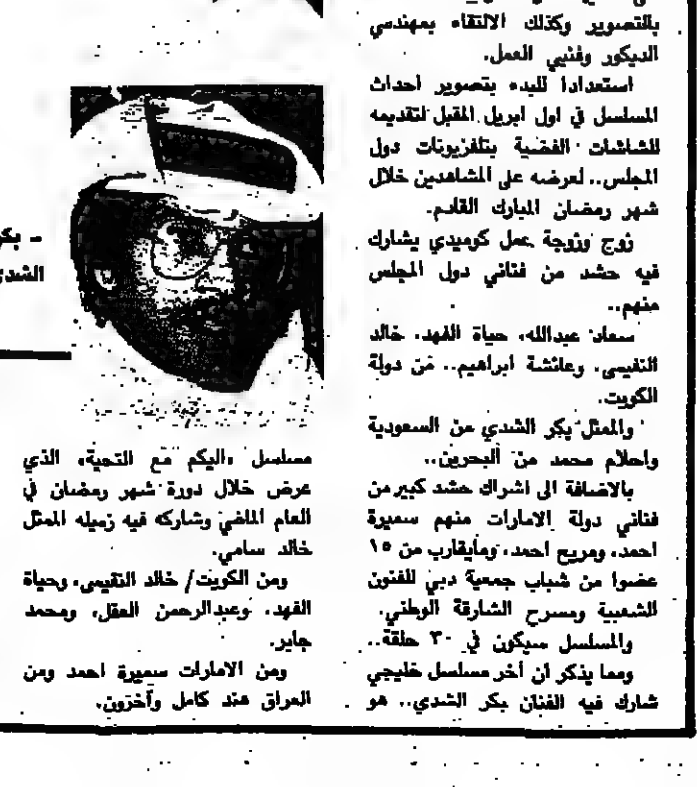 بالتصوير وكذلك الالتقاء بمهندسي
الديكور وفنيي العمل.
استعدادا للبدء بتصوير احداث
المسلسل في اول ابريل المقبل لتقديمه
للشاشات الفضية بتلفزيونات دول
المجلس.. لعرضه على المشاهدين خلال
شهر رمضان المبارك القادم.
زوج وزوجة عمل كوميدي يشارك
فيه حشد من فناني دول المجلس
منهم..
سعاد عبدالله، حياة الفهد، خالد
النفيسي، وعائشة ابراهيم.. من دولة
الكويت.
والممثل بكر الشدي من السعودية
واحلام محمد من البحرين..
بالاضافة الى اشراك حشد كبير من
فناني دولة الامارات منهم سميرة
احمد، ومريح احمد، ومايقارب من ١٥
عضوا من شباب جمعية دبي للفنون
الشعبية ومسرح الشارقة الوطني.
والمسلسل سيكون في ٣٠ حلقة..
ومما يذكر ان أخر مسلسل خليجي
شارك فيه الفنان بكر الشدي.. هو
ـ بكر
الشدي
مسلسل «اليكم مع التحية» الذي
عرض خلال دورة شهر رمضان في
العام الماضي وشاركه فيه زميله الممثل
خالد سامي.
ومن الكويت/ خالد النفيسي، وحياة
الفهد، وعبدالرحمن العقل، ومحمد
جابر.
ومن الامارات سميرة احمد ومن
العراق هند كامل وآخرون.